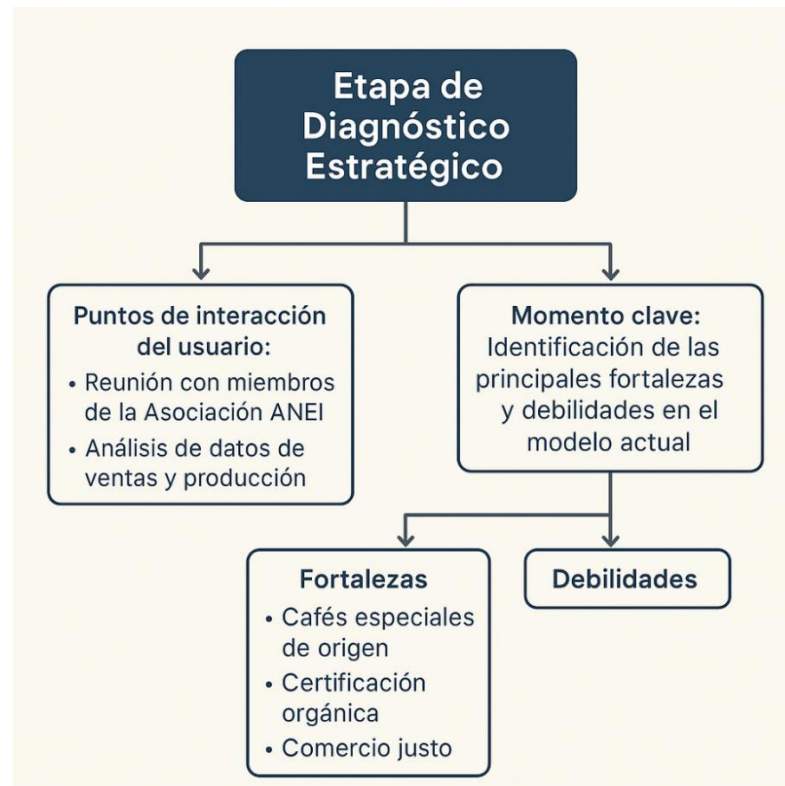 Etapa de
Diagnóstico
Estratégico
Puntos de interacción
del usuario:
• Reunión con miembros
de la Asociación ANEI
• Análisis de datos de
ventas y producción
Momento clave:
Identificación de las
principales fortalezas
y debilidades en el
modelo actual
Fortalezas
• Cafés especiales
de origen
• Certificación
orgánica
• Comercio justo
Debilidades